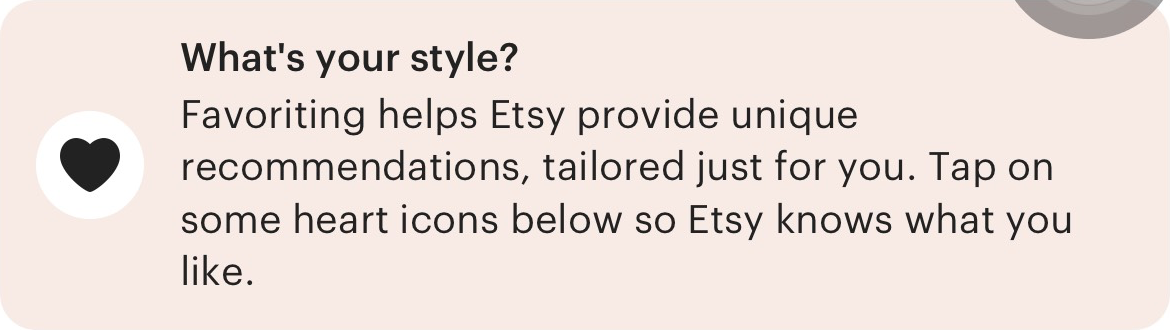 What's your style?
Favoriting helps Etsy provide unique
recommendations, tailored just for you. Tap on
some heart icons below so Etsy knows what you
like.